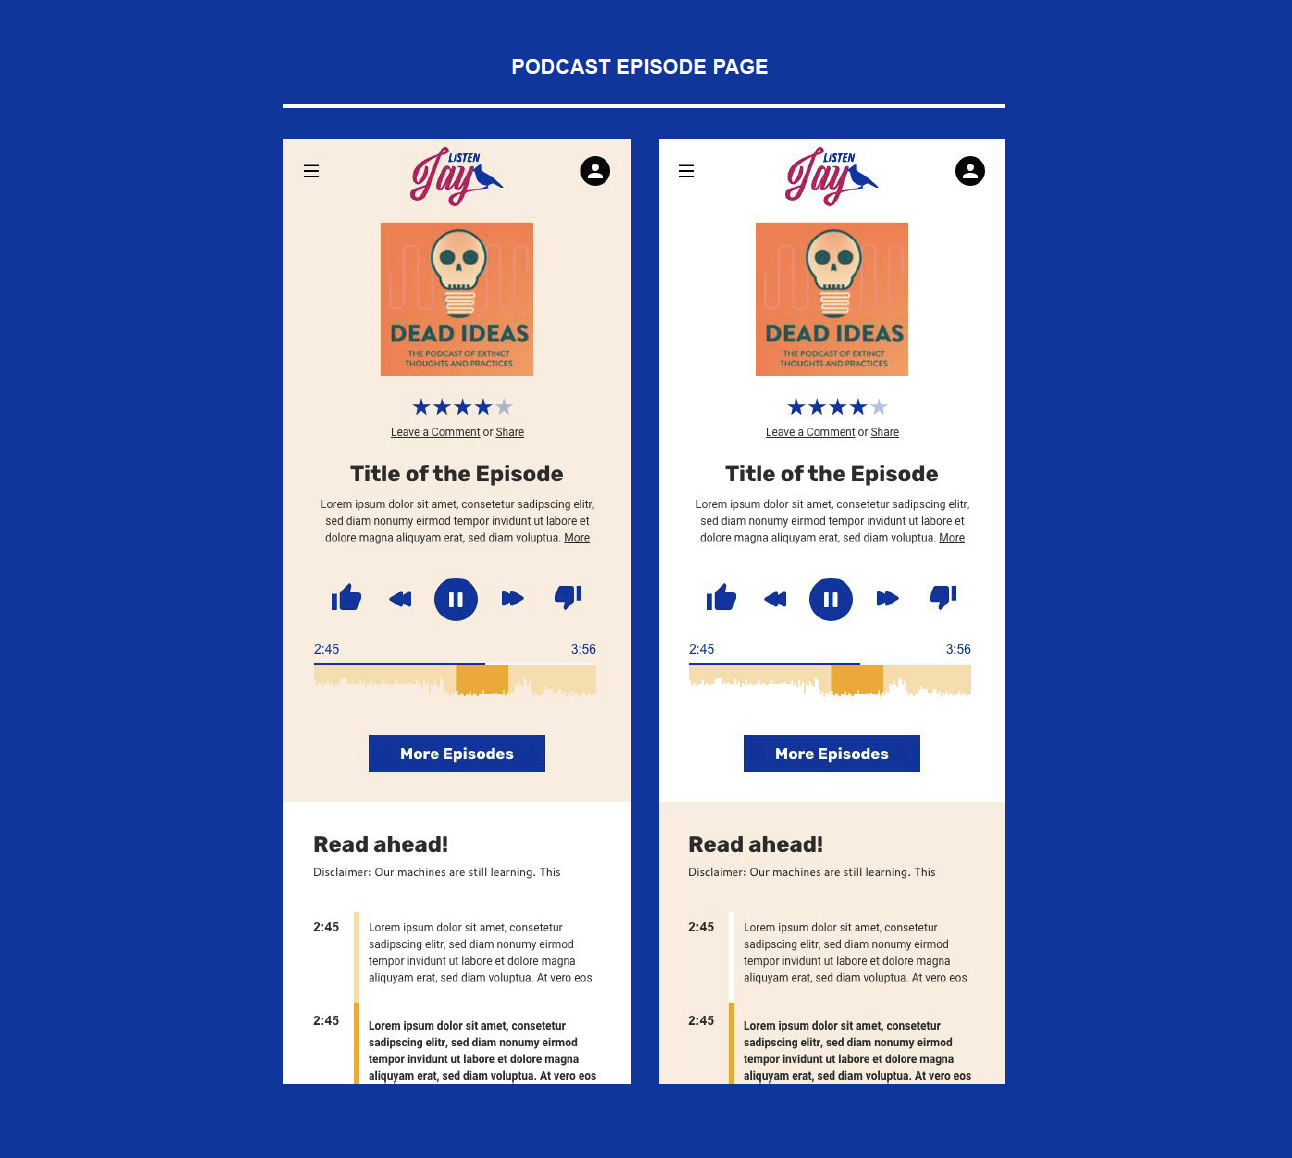 PODCAST EPISODE PAGE
LISTEN
Jay
DEAD IDEAS
THE PODCAST OF EXTINCT
THOUGHTS AND PRACTICES
Leave a Comment or Share
Title of the Episode
Lorem ipsum dolor sit amet, consetetur sadipscing elitr,
sed diam nonumy eirmod tempor invidunt ut labore et
dolore magna aliquyam erat, sed diam voluptua. More
2:45 3:56
More Episodes
Read ahead!
Disclaimer: Our machines are still learning. This
2:45
Lorem ipsum dolor sit amet, consetetur
sadipscing elitr, sed diam nonumy eirmod
tempor invidunt ut labore et dolore magna
aliquyam erat, sed diam voluptua. At vero eos
2:45
Lorem ipsum dolor sit amet, consetetur
sadipscing elitr, sed diam nonumy eirmod
tempor invidunt ut labore et dolore magna
aliquyam erat, sed diam voluptua. At vero eos
LISTEN
Jay
DEAD IDEAS
THE PODCAST OF EXTINCT
THOUGHTS AND PRACTICES
Leave a Comment or Share
Title of the Episode
Lorem ipsum dolor sit amet, consetetur sadipscing elitr,
sed diam nonumy eirmod tempor invidunt ut labore et
dolore magna aliquyam erat, sed diam voluptua. More
2:45 3:56
More Episodes
Read ahead!
Disclaimer: Our machines are still learning. This
2:45
Lorem ipsum dolor sit amet, consetetur
sadipscing elitr, sed diam nonumy eirmod
tempor invidunt ut labore et dolore magna
aliquyam erat, sed diam voluptua. At vero eos
2:45
Lorem ipsum dolor sit amet, consetetur
sadipscing elitr, sed diam nonumy eirmod
tempor invidunt ut labore et dolore magna
aliquyam erat, sed diam voluptua. At vero eos